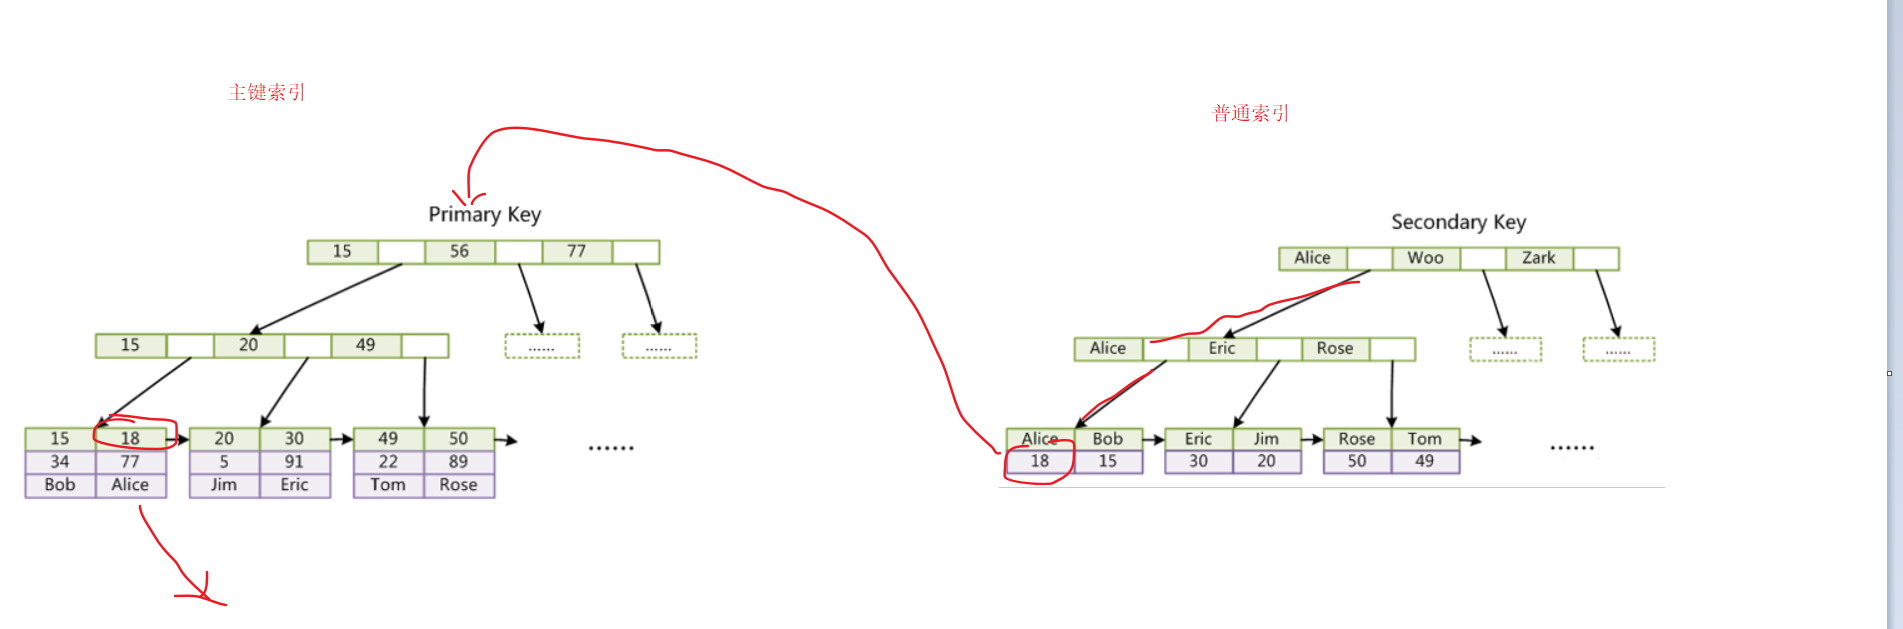 主键索引
普通索引
Primary Key
15 56 77
15 20 49
...... ......
15 18 20 30 49 50
34 77 5 91 22 89
Bob Alice Jim Eric Tom Rose
......
Secondary Key
Alice Woo Zark
Alice Eric Rose
...... ......
Alice Bob Eric Jim Rose Tom
18 15 30 20 50 49
......